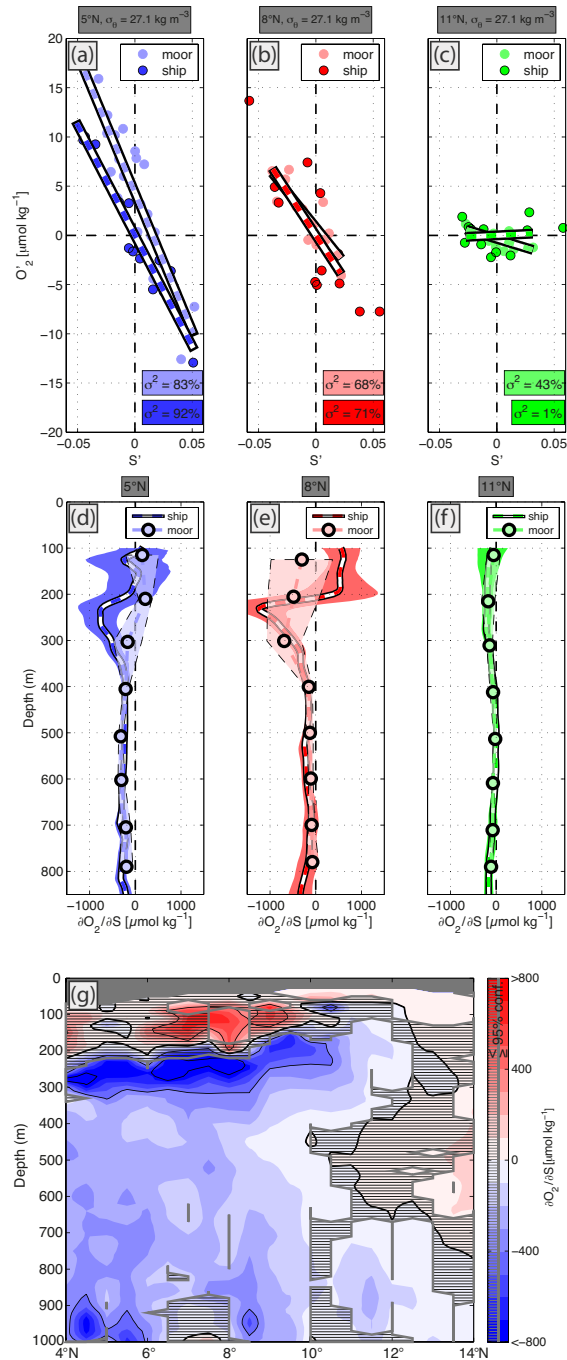 5°N, σθ = 27.1 kg m⁻³
8°N, σθ = 27.1 kg m⁻³
11°N, σθ = 27.1 kg m⁻³
(a)
moor
ship
(b)
moor
ship
(c)
moor
ship
20
15
10
5
0
−5
−10
−15
−20
O'₂ [µmol kg⁻¹]
σ² = 83%
σ² = 92%
σ² = 68%
σ² = 71%
σ² = 43%
σ² = 1%
−0.05 0 0.05
−0.05 0 0.05
−0.05 0 0.05
S'
S'
S'
5°N
8°N
11°N
(d)
ship
moor
(e)
ship
moor
(f)
ship
moor
0
100
200
300
400
500
600
700
800
Depth (m)
−1000 0 1000
−1000 0 1000
−1000 0 1000
∂O₂/∂S [µmol kg⁻¹]
∂O₂/∂S [µmol kg⁻¹]
∂O₂/∂S [µmol kg⁻¹]
(g)
0
100
200
300
400
500
600
700
800
900
1000
Depth (m)
4°N 6° 8° 10° 12° 14°N
>800
400
0
−400
<−800
95% conf.
∂O₂/∂S [µmol kg⁻¹]